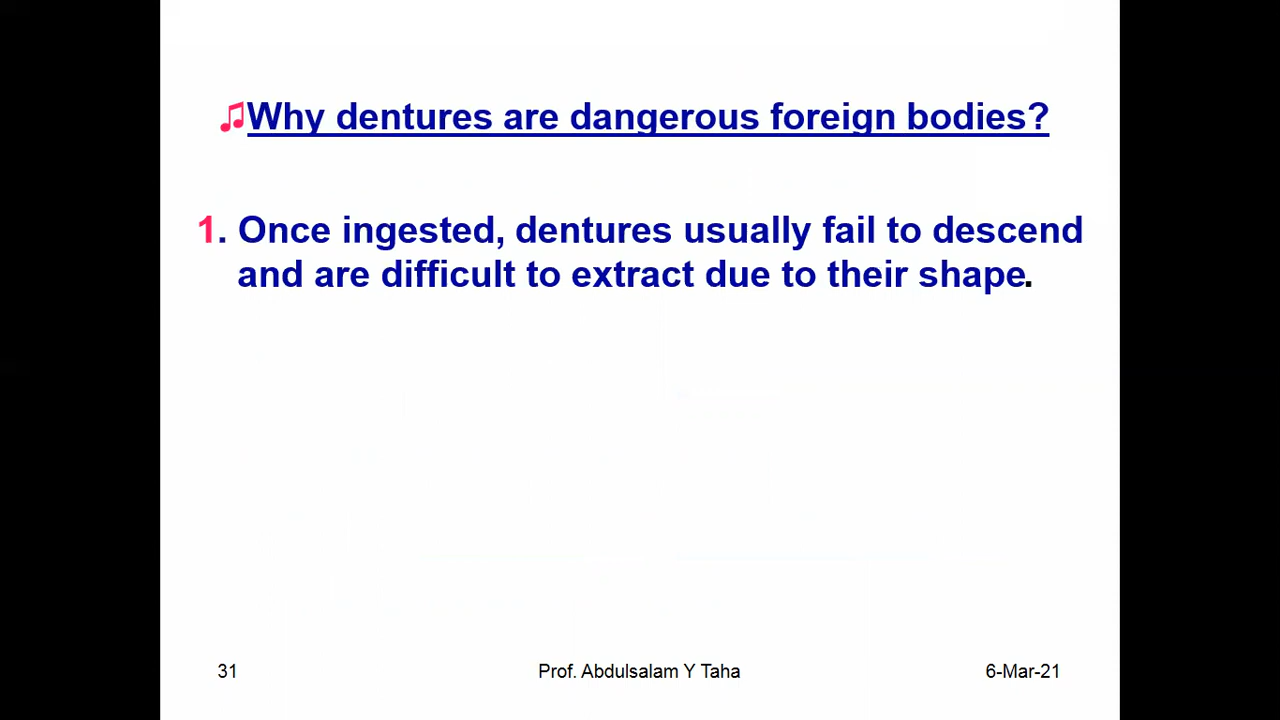 ♫Why dentures are dangerous foreign bodies?
1. Once ingested, dentures usually fail to descend
and are difficult to extract due to their shape.
31 Prof. Abdulsalam Y Taha 6-Mar-21